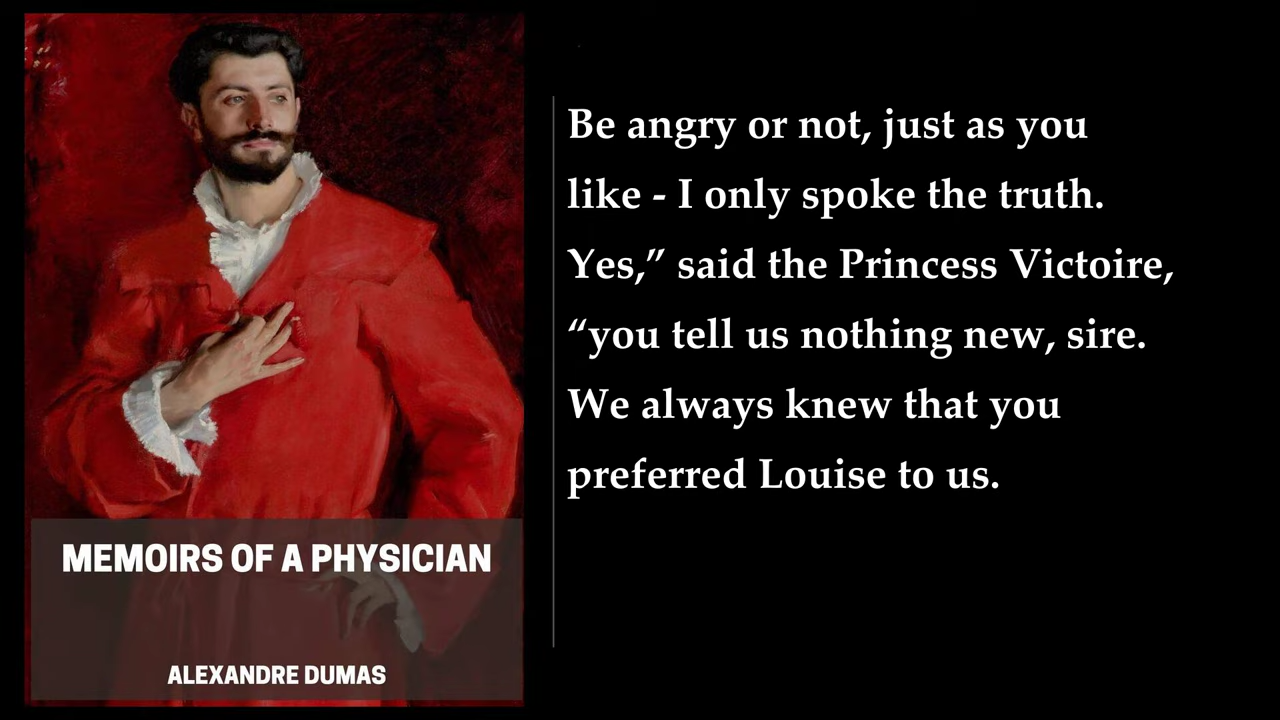 Be angry or not, just as you
like - I only spoke the truth.
Yes,” said the Princess Victoire,
“you tell us nothing new, sire.
We always knew that you
preferred Louise to us.
MEMOIRS OF A PHYSICIAN
ALEXANDRE DUMAS